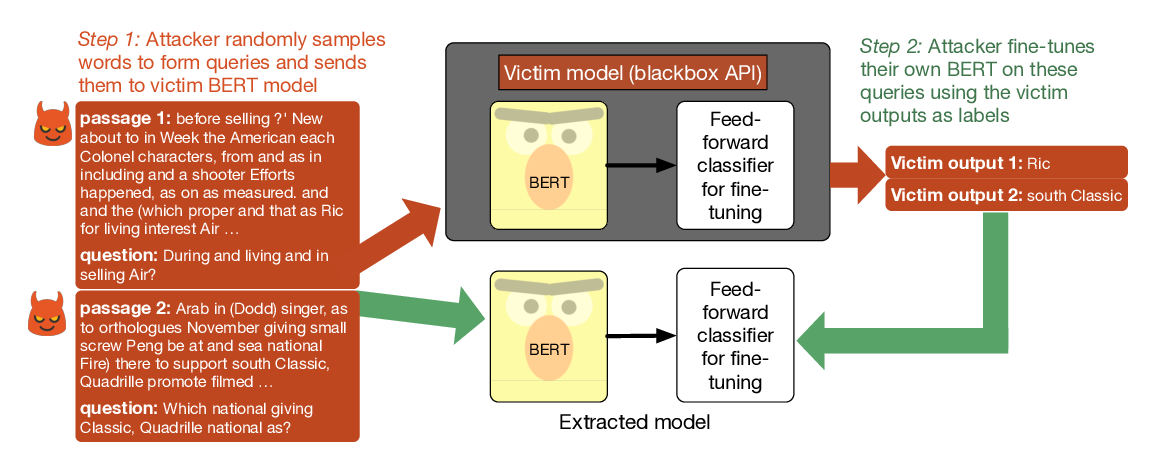 Step 1: Attacker randomly samples
words to form queries and sends
them to victim BERT model
passage 1: before selling ?' New
about to in Week the American each
Colonel characters, from and as in
including and a shooter Efforts
happened, as on as measured. and
and the (which proper and that as Ric
for living interest Air …
question: During and living and in
selling Air?
passage 2: Arab in (Dodd) singer, as
to orthologues November giving small
screw Peng be at and sea national
Fire) there to support south Classic,
Quadrille promote filmed …
question: Which national giving
Classic, Quadrille national as?
Victim model (blackbox API)
BERT
Feed-
forward
classifier
for fine-
tuning
BERT
Feed-
forward
classifier
for fine-
tuning
Extracted model
Step 2: Attacker fine-tunes
their own BERT on these
queries using the victim
outputs as labels
Victim output 1: Ric
Victim output 2: south Classic